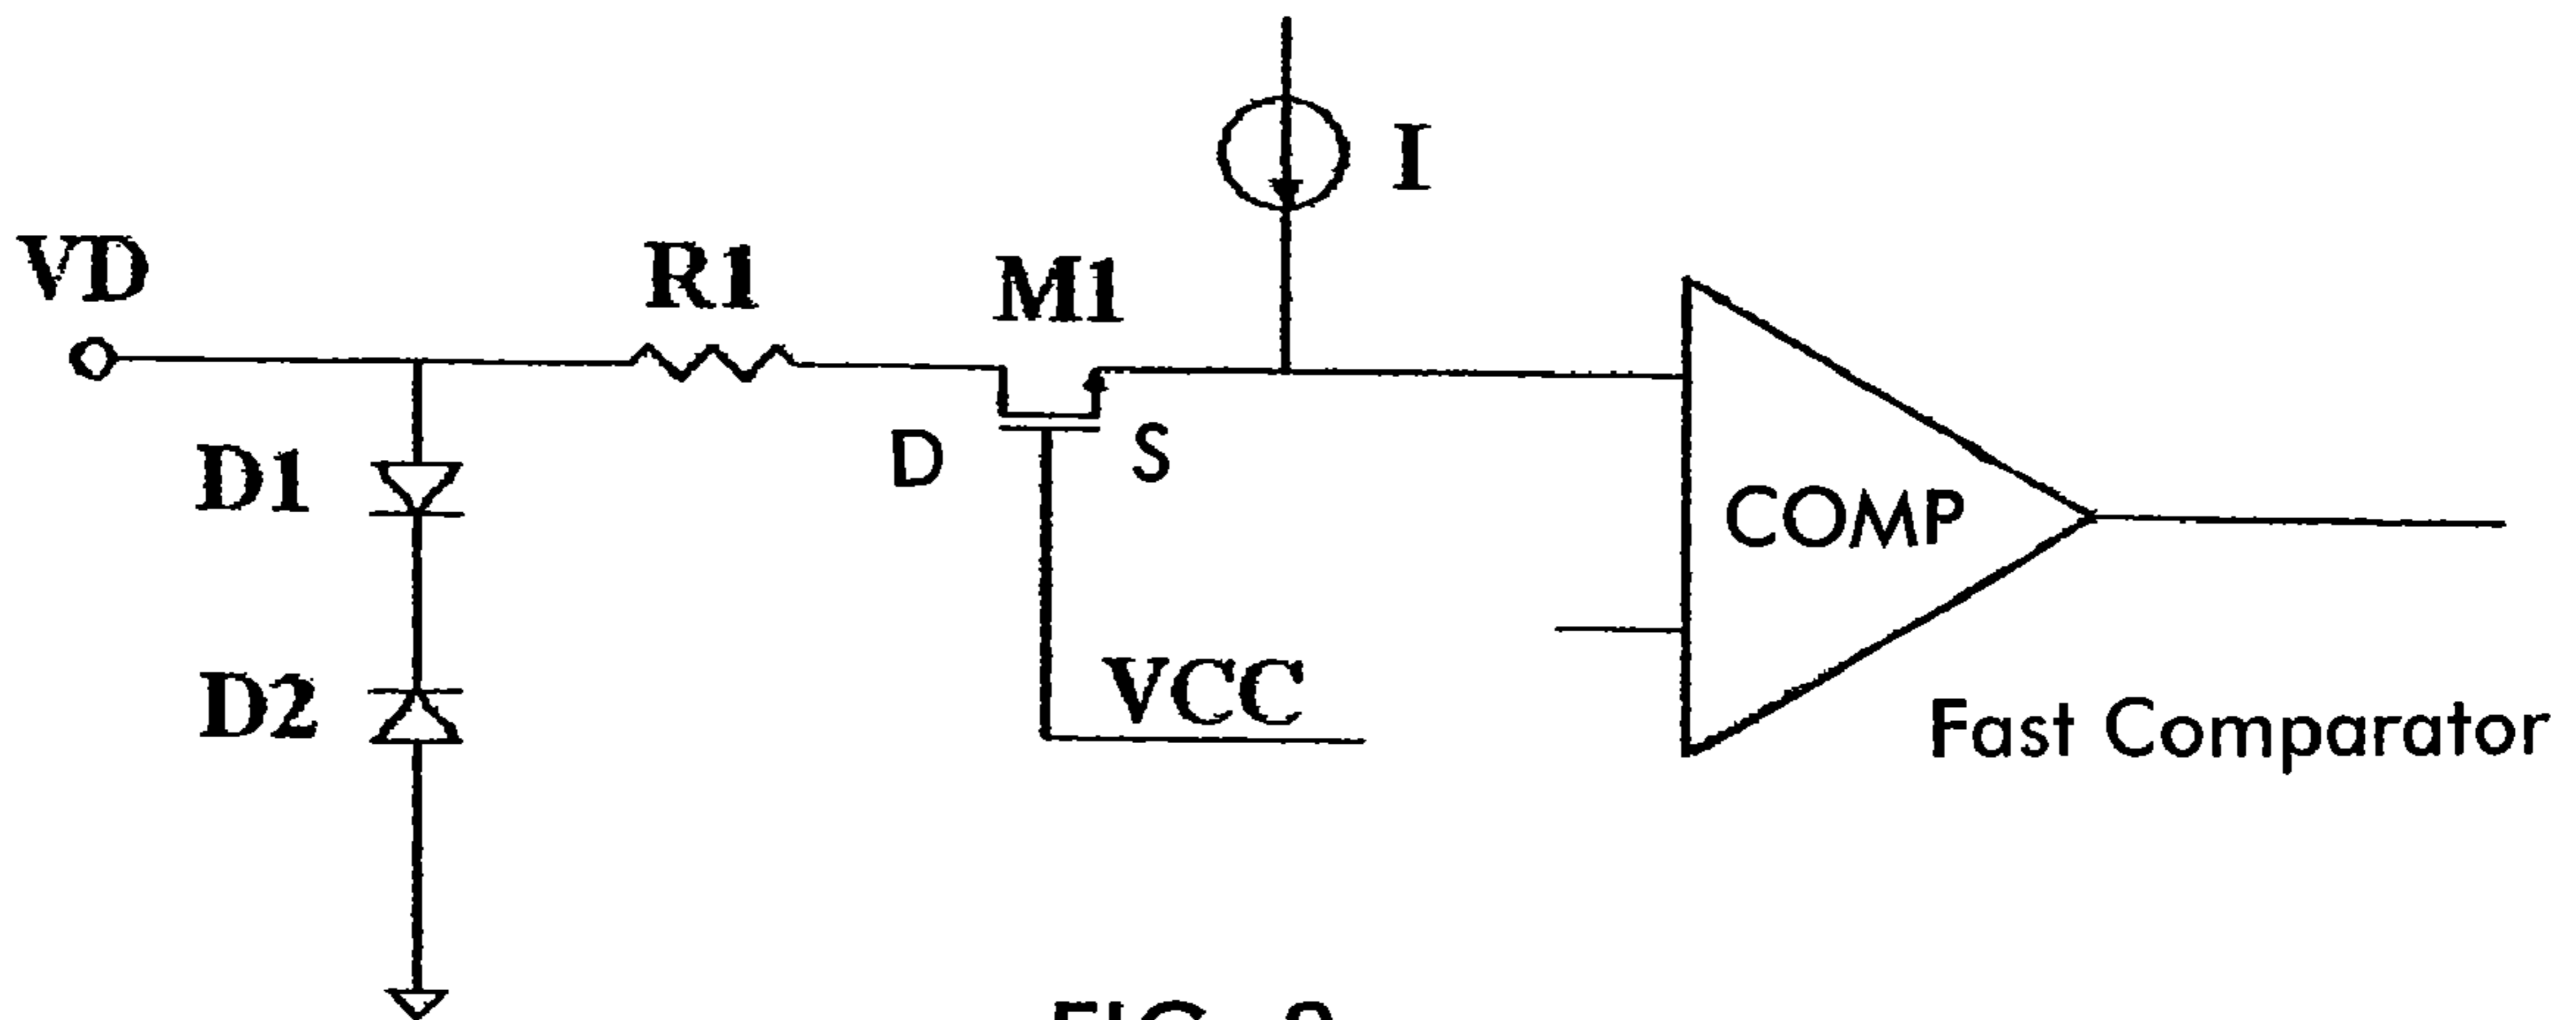 I
VD
R1
M1
D1
D
S
COMP
D2
VCC
Fast Comparator